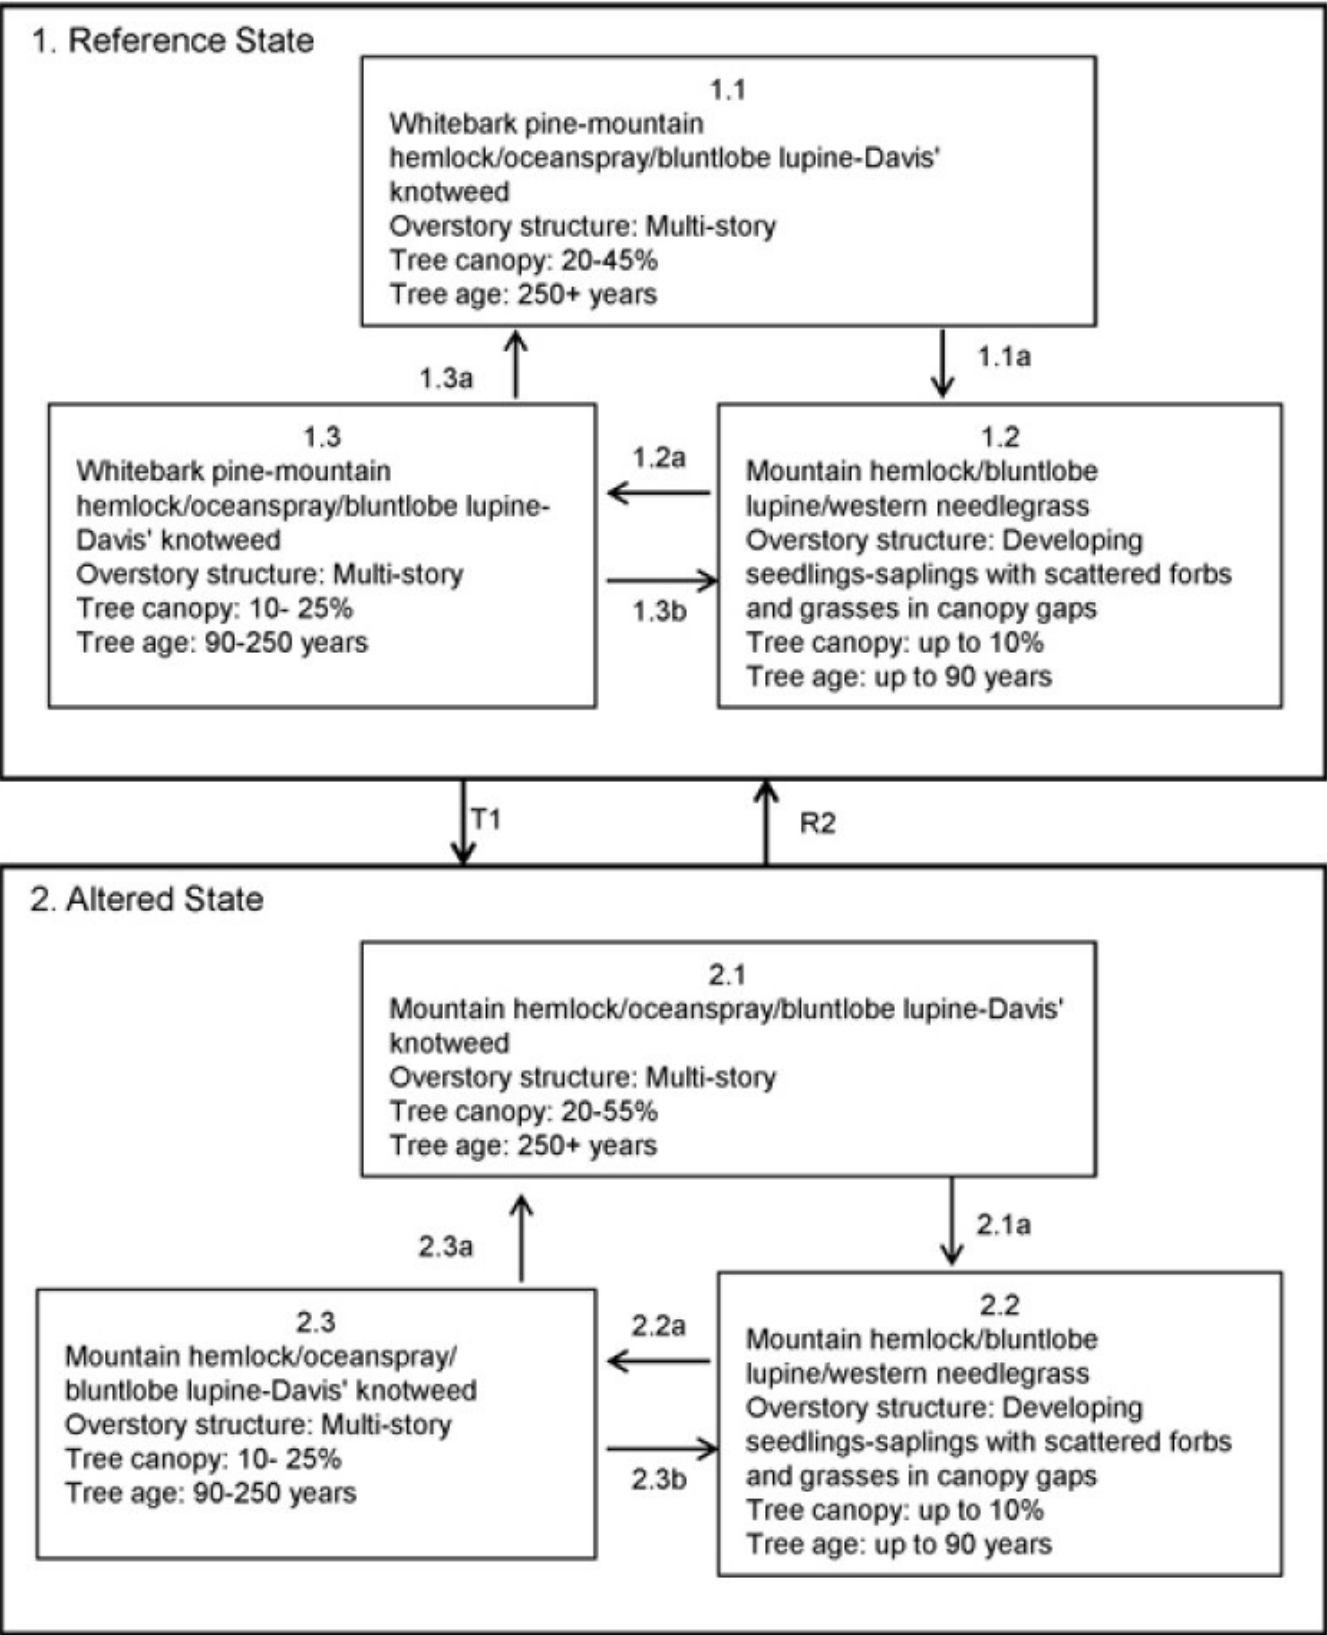 1. Reference State
1.1
Whitebark pine-mountain
hemlock/oceanspray/bluntlobe lupine-Davis'
knotweed
Overstory structure: Multi-story
Tree canopy: 20-45%
Tree age: 250+ years
1.3a
1.1a
1.3
Whitebark pine-mountain
hemlock/oceanspray/bluntlobe lupine-
Davis' knotweed
Overstory structure: Multi-story
Tree canopy: 10- 25%
Tree age: 90-250 years
1.2a
1.3b
1.2
Mountain hemlock/bluntlobe
lupine/western needlegrass
Overstory structure: Developing
seedlings-saplings with scattered forbs
and grasses in canopy gaps
Tree canopy: up to 10%
Tree age: up to 90 years
T1
R2
2. Altered State
2.1
Mountain hemlock/oceanspray/bluntlobe lupine-Davis'
knotweed
Overstory structure: Multi-story
Tree canopy: 20-55%
Tree age: 250+ years
2.3a
2.1a
2.3
Mountain hemlock/oceanspray/
bluntlobe lupine-Davis' knotweed
Overstory structure: Multi-story
Tree canopy: 10- 25%
Tree age: 90-250 years
2.2a
2.3b
2.2
Mountain hemlock/bluntlobe
lupine/western needlegrass
Overstory structure: Developing
seedlings-saplings with scattered forbs
and grasses in canopy gaps
Tree canopy: up to 10%
Tree age: up to 90 years